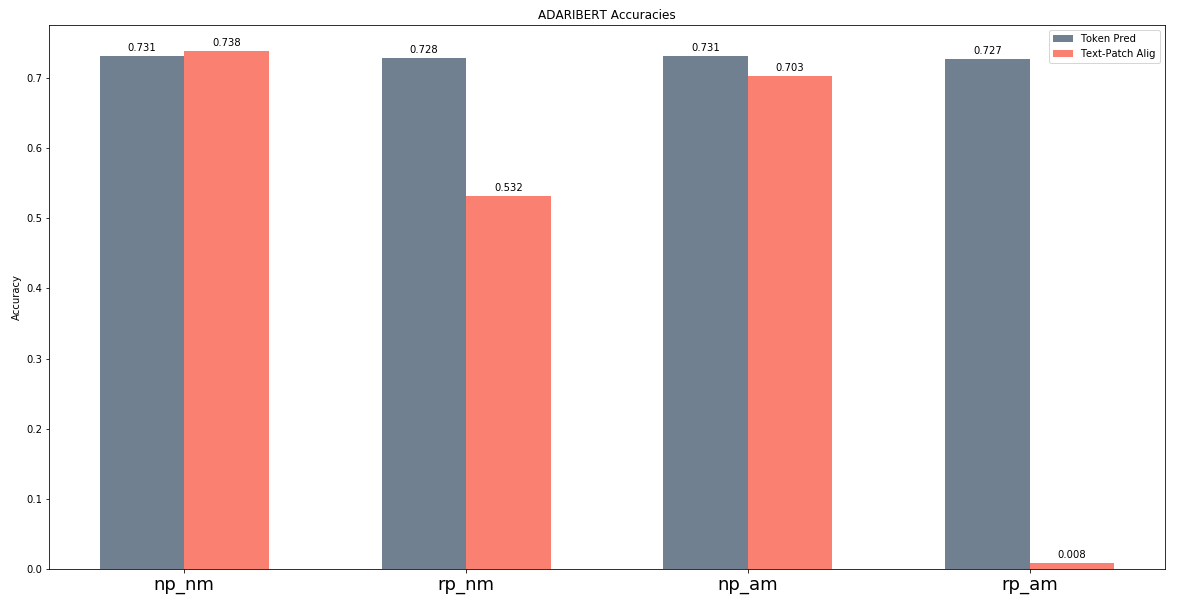 ADARIBERT Accuracies
Token Pred
Text-Patch Alig
0.731
0.738
0.728
0.532
0.731
0.703
0.727
0.008
Accuracy
0.7
0.6
0.5
0.4
0.3
0.2
0.1
0.0
np_nm
rp_nm
np_am
rp_am